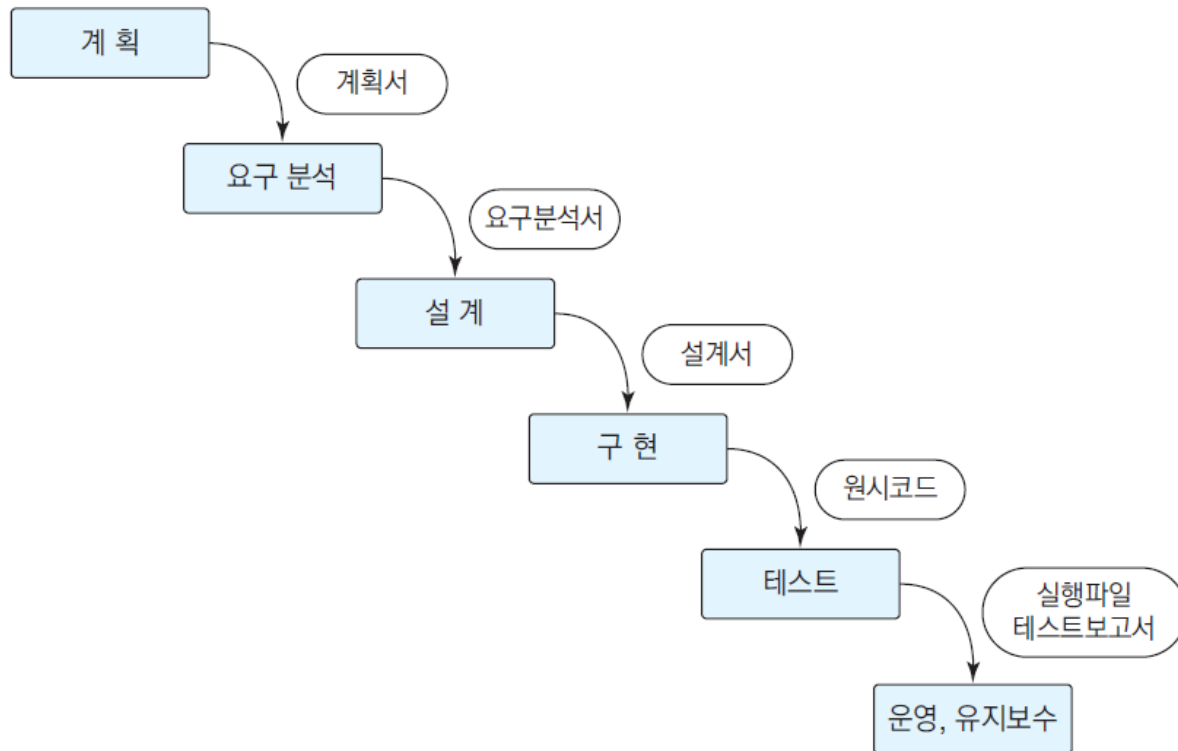 계 획
계획서
요구 분석
요구분석서
설 계
설계서
구 현
원시코드
테스트
실행파일
테스트보고서
운영, 유지보수